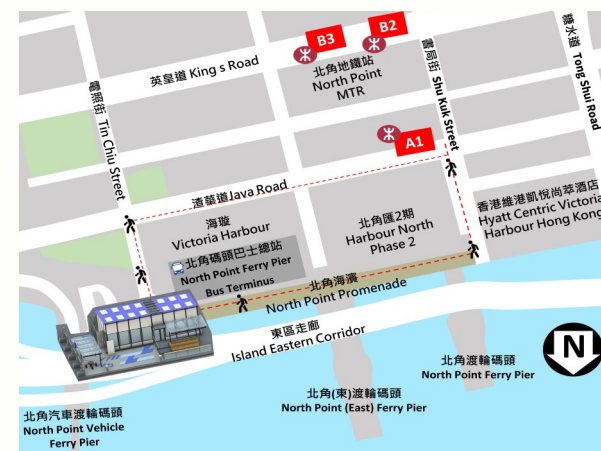 B3
B2
英皇道 King s Road
北角地鐵站
North Point
MTR
書局街 Shu Kuk Street
糖水道 Tong Shui Road
電照街 Tin Chiu Street
A1
渣華道Java Road
海璇
Victoria Harbour
北角匯2期
Harbour North
Phase 2
香港維港凱悅尚萃酒店
Hyatt Centric Victoria
Harbour Hong Kong
北角碼頭巴士總站
North Point Ferry Pier
Bus Terminus
北角海濱
North Point Promenade
東區走廊
Island Eastern Corridor
N
北角渡輪碼頭
North Point Ferry Pier
北角(東)渡輪碼頭
North Point (East) Ferry Pier
北角汽車渡輪碼頭
North Point Vehicle
Ferry Pier